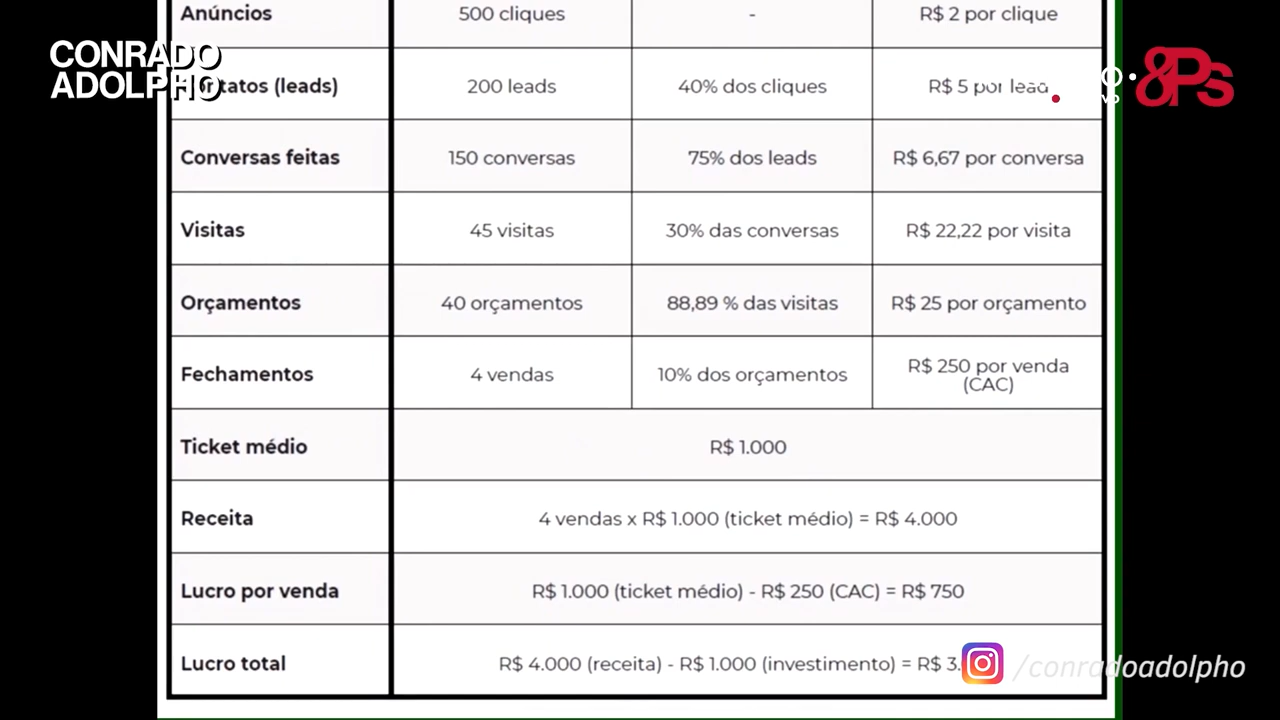 Anúncios 500 cliques - R$ 2 por clique
CONRADO
ADOLPHO
(leads) 200 leads 40% dos cliques R$ 5 por lead
8Ps
Conversas feitas 150 conversas 75% dos leads R$ 6,67 por conversa
Visitas 45 visitas 30% das conversas R$ 22,22 por visita
Orçamentos 40 orçamentos 88,89 % das visitas R$ 25 por orçamento
Fechamentos 4 vendas 10% dos orçamentos R$ 250 por venda
(CAC)
Ticket médio R$ 1.000
Receita 4 vendas x R$ 1.000 (ticket médio) = R$ 4.000
Lucro por venda R$ 1.000 (ticket médio) - R$ 250 (CAC) = R$ 750
Lucro total R$ 4.000 (receita) - R$ 1.000 (investimento) = R$ 3.
/conradoadolpho